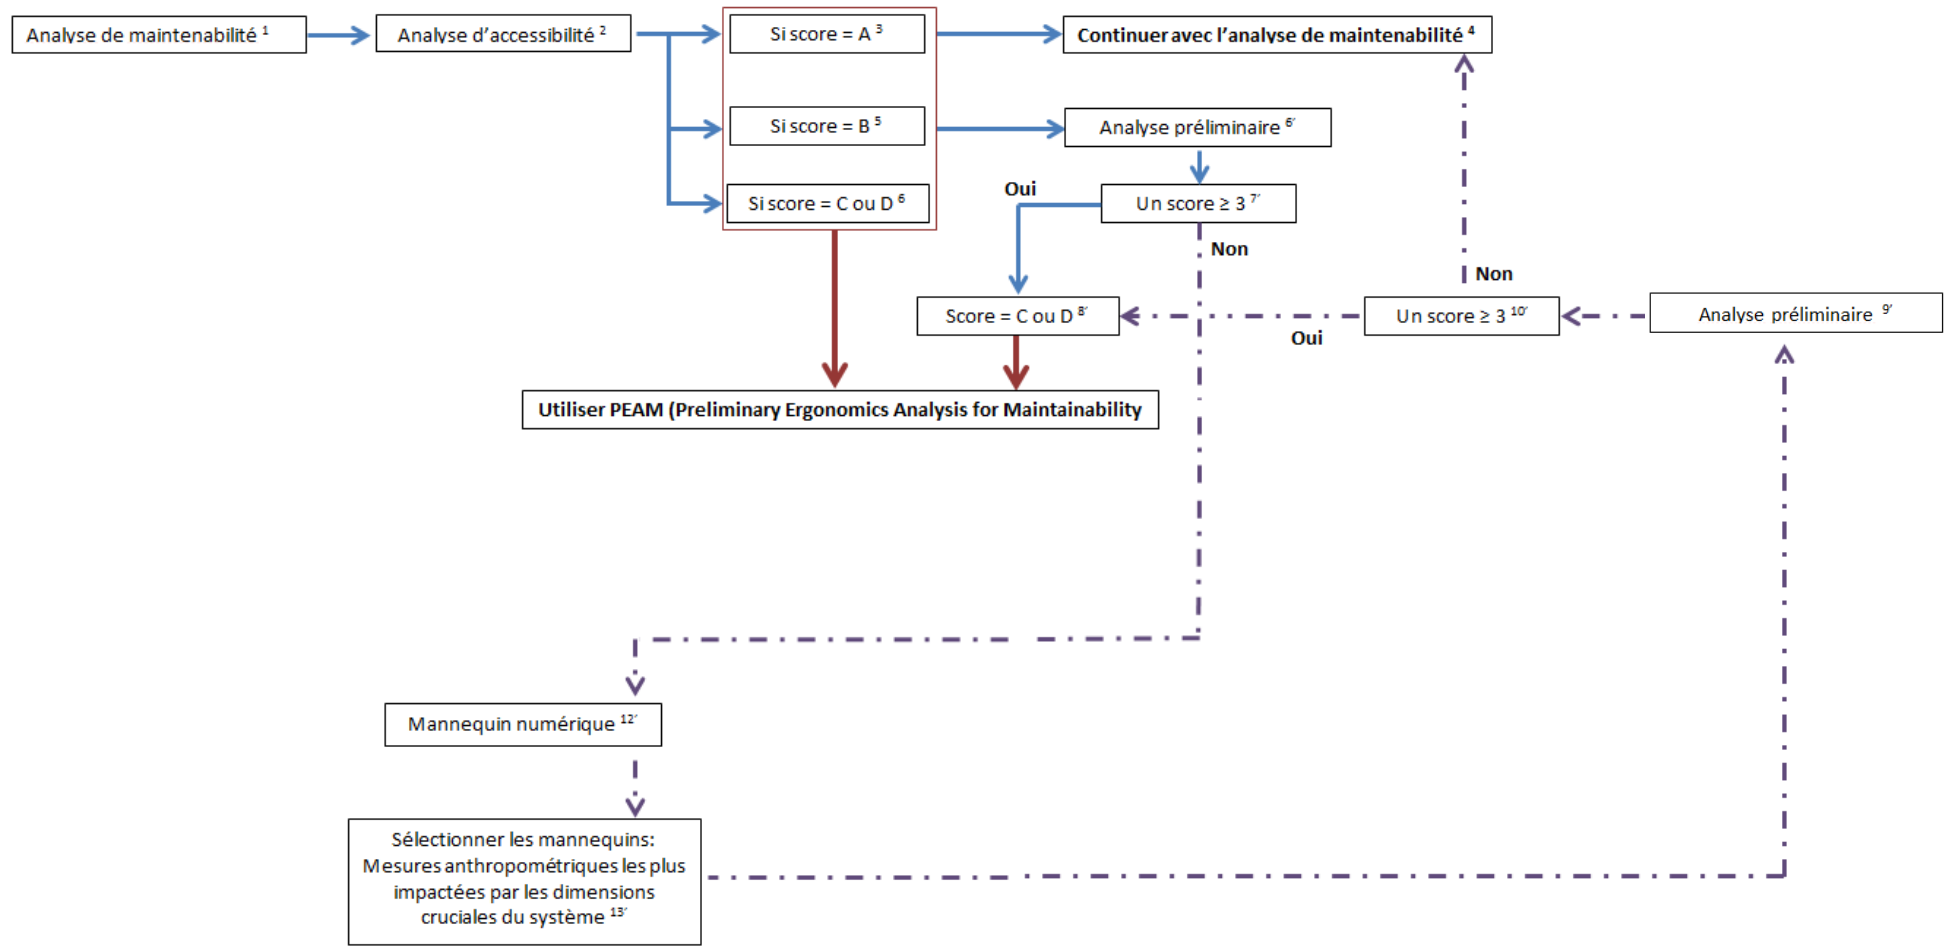 Analyse de maintenabilité ¹
Analyse d’accessibilité ²
Si score = A ³
Continuer avec l’analyse de maintenabilité ⁴
Si score = B ⁵
Analyse préliminaire ⁶′
Si score = C ou D ⁶
Oui
Un score ≥ 3 ⁷′
Non
Non
Score = C ou D ⁸′
Un score ≥ 3 ¹⁰′
Analyse préliminaire ⁹′
Oui
Utiliser PEAM (Preliminary Ergonomics Analysis for Maintainability
Mannequin numérique ¹²′
Sélectionner les mannequins:
Mesures anthropométriques les plus
impactées par les dimensions
cruciales du système ¹³′